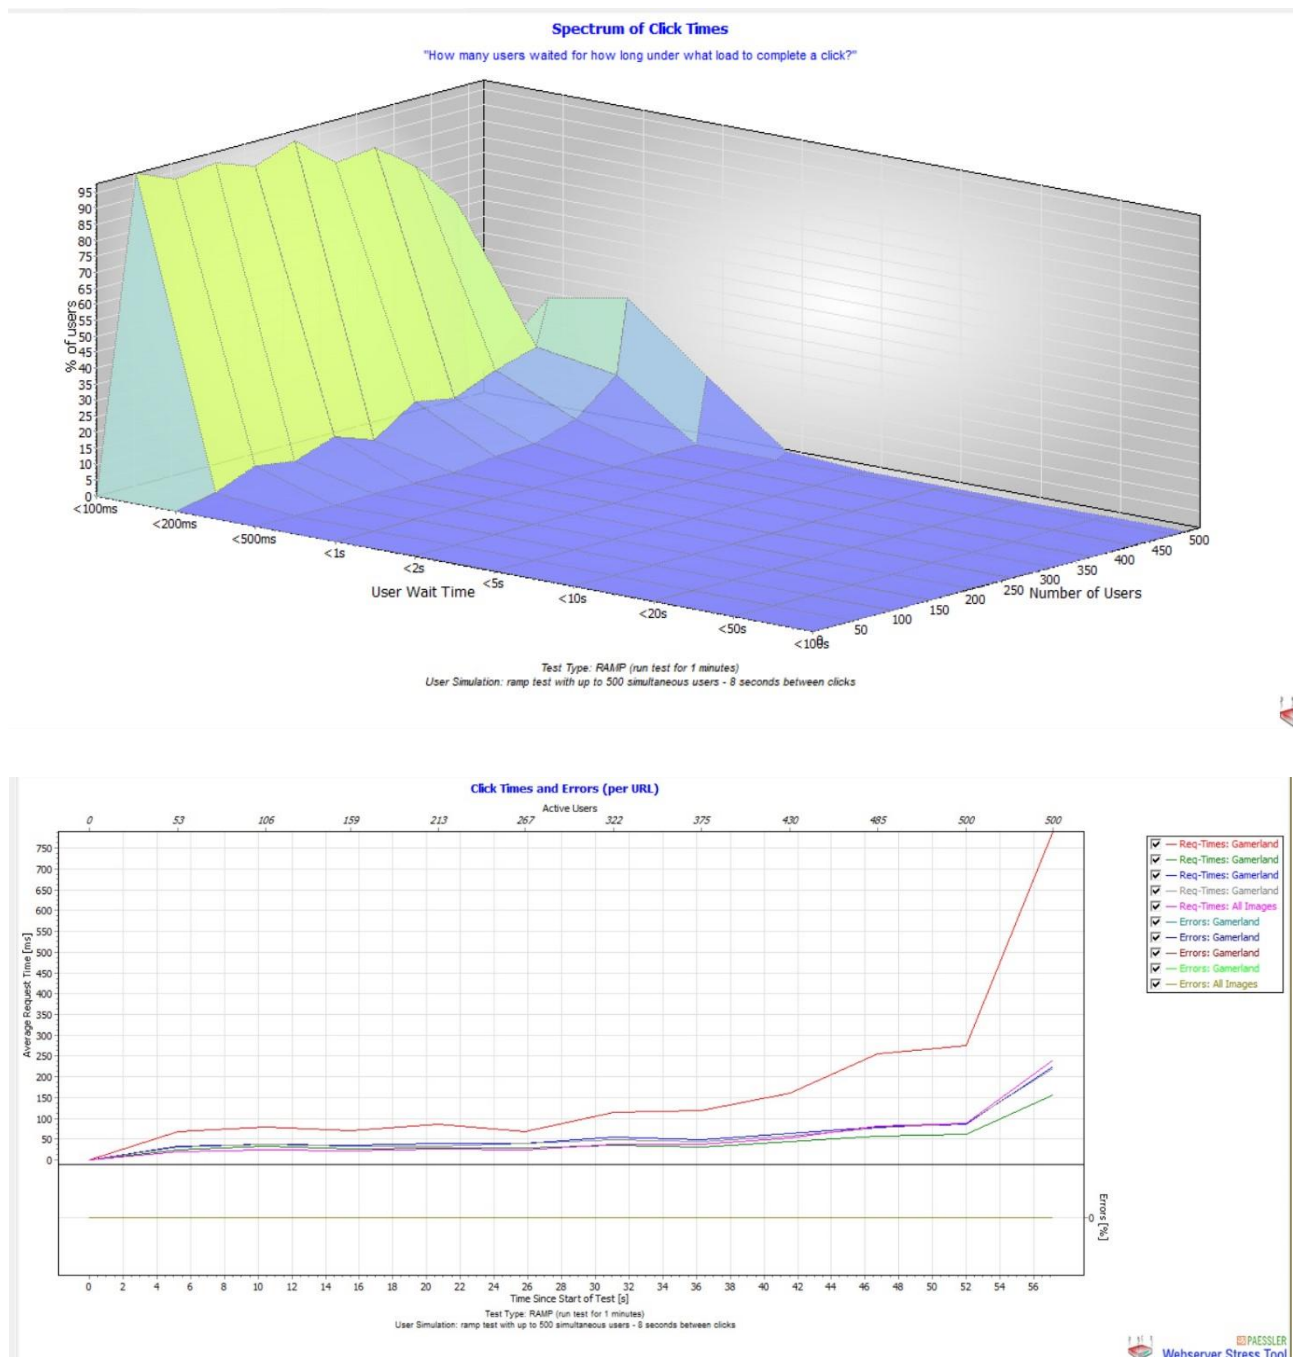 Spectrum of Click Times
"How many users waited for how long under what load to complete a click?"
95
90
85
80
75
70
65
60
55
50
45
40
35
30
25
20
15
10
5
0
% of users
<100ms
<200ms
<500ms
<1s
<2s
<5s
<10s
<20s
<50s
<100s
User Wait Time
0
50
100
150
200
250
300
350
400
450
500
Number of Users
Test Type: RAMP (run test for 1 minutes)
User Simulation: ramp test with up to 500 simultaneous users - 8 seconds between clicks
Click Times and Errors (per URL)
Active Users
0 53 106 159 213 267 322 375 430 485 500 500
750
700
650
600
550
500
450
400
350
300
250
200
150
100
50
0
Average Request Time [ms]
Req-Times: Gamerland
Req-Times: Gamerland
Req-Times: Gamerland
Req-Times: Gamerland
Req-Times: All Images
Errors: Gamerland
Errors: Gamerland
Errors: Gamerland
Errors: Gamerland
Errors: All Images
0
Errors [%]
0 2 4 6 8 10 12 14 16 18 20 22 24 26 28 30 32 34 36 38 40 42 44 46 48 50 52 54 56
Time Since Start of Test [s]
Test Type: RAMP (run test for 1 minutes)
User Simulation: ramp test with up to 500 simultaneous users - 8 seconds between clicks
PAESSLER
Webserver Stress Tool